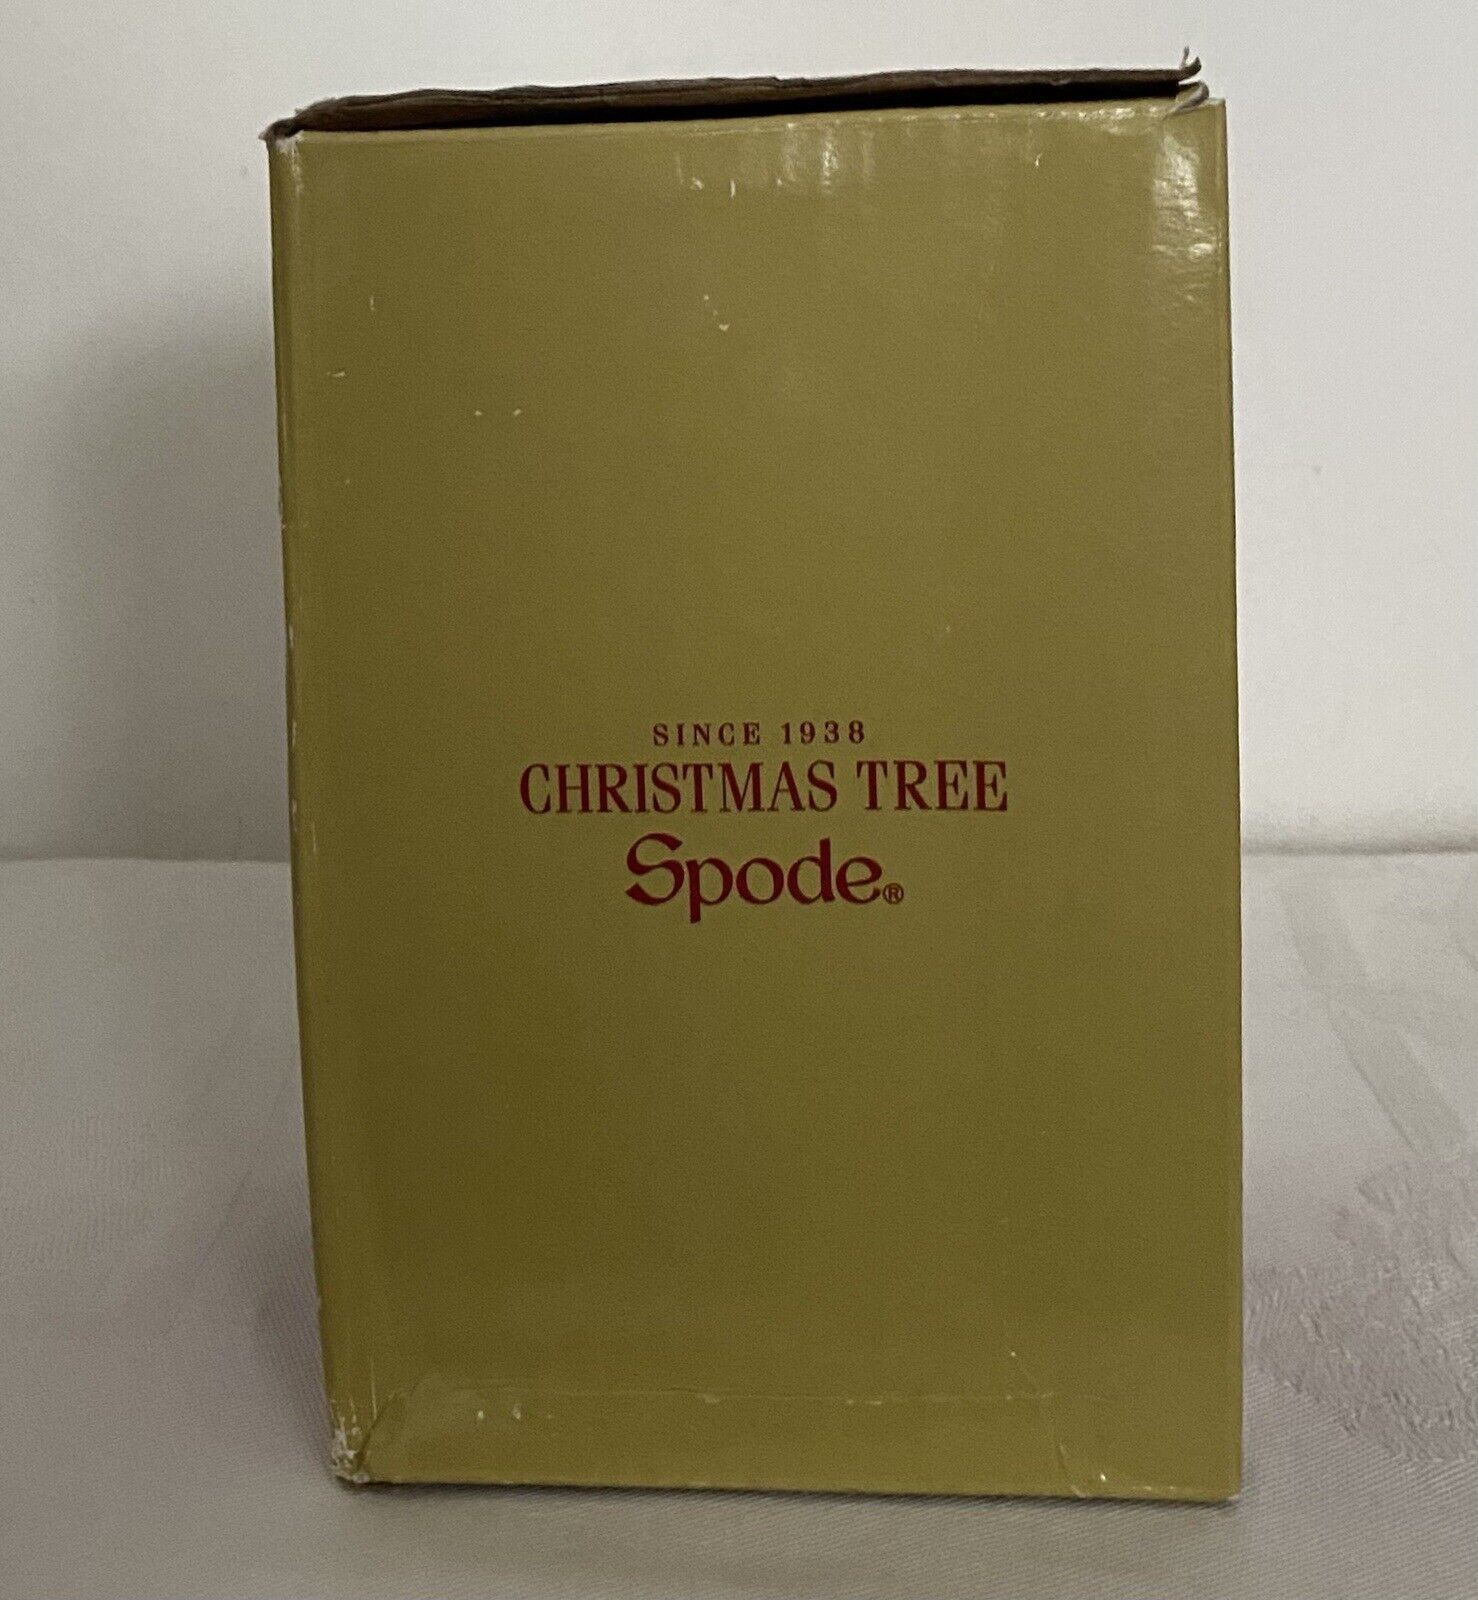 SINCE 1938
CHRISTMAS TREE
Spode®